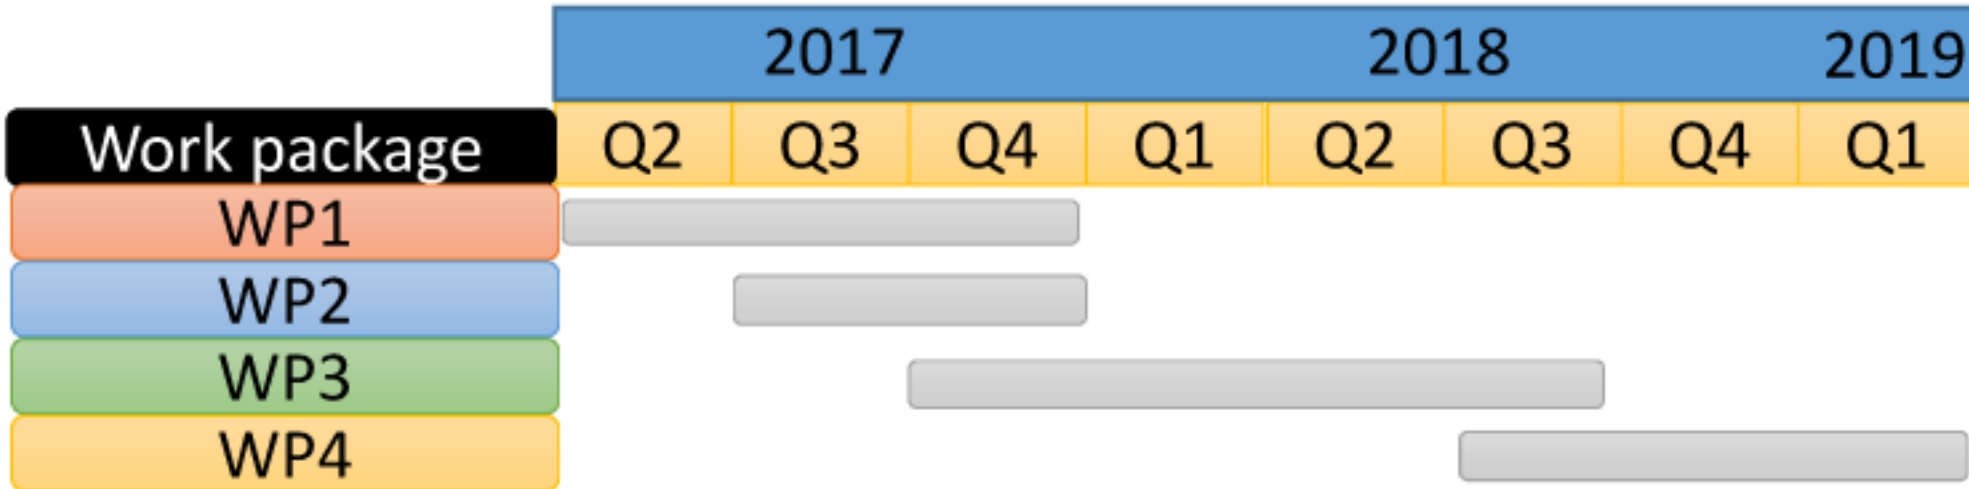 2017 2018 2019
Work package Q2 Q3 Q4 Q1 Q2 Q3 Q4 Q1
WP1
WP2
WP3
WP4